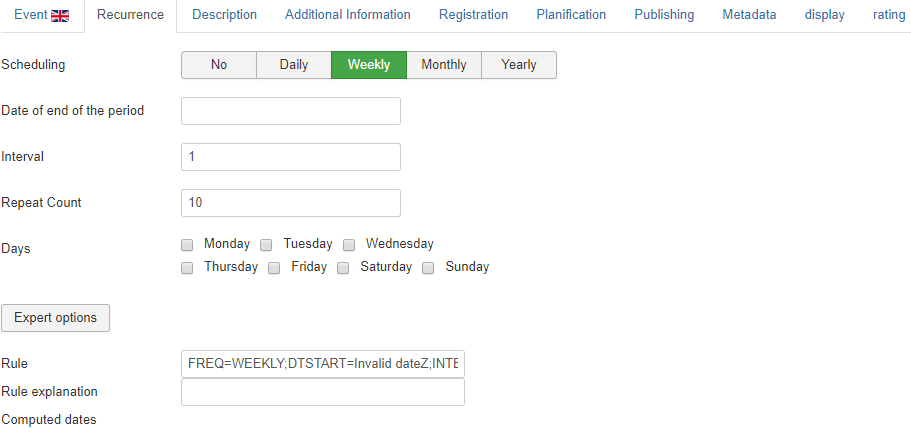 Event Recurrence Description Additional Information Registration Planification Publishing Metadata display rating
Scheduling No Daily Weekly Monthly Yearly
Date of end of the period
Interval 1
Repeat Count 10
Days Monday Tuesday Wednesday
Thursday Friday Saturday Sunday
Expert options
Rule FREQ=WEEKLY;DTSTART=Invalid dateZ;INTE
Rule explanation
Computed dates